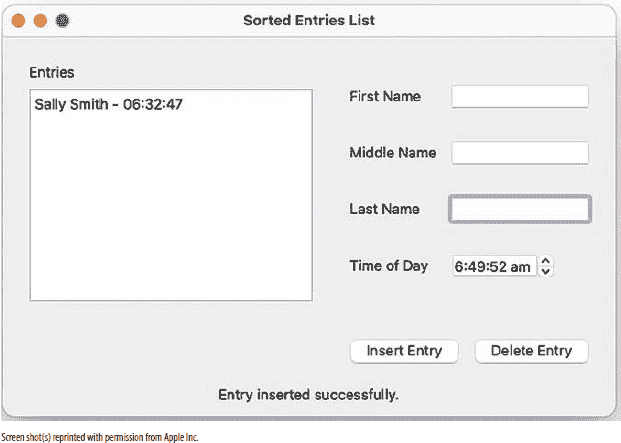 Sorted Entries List
Entries
Sally Smith - 06:32:47
First Name
Middle Name
Last Name
Time of Day 6:49:52 am
Insert Entry Delete Entry
Entry inserted successfully.
Screen shot(s) reprinted with permission from Apple Inc.